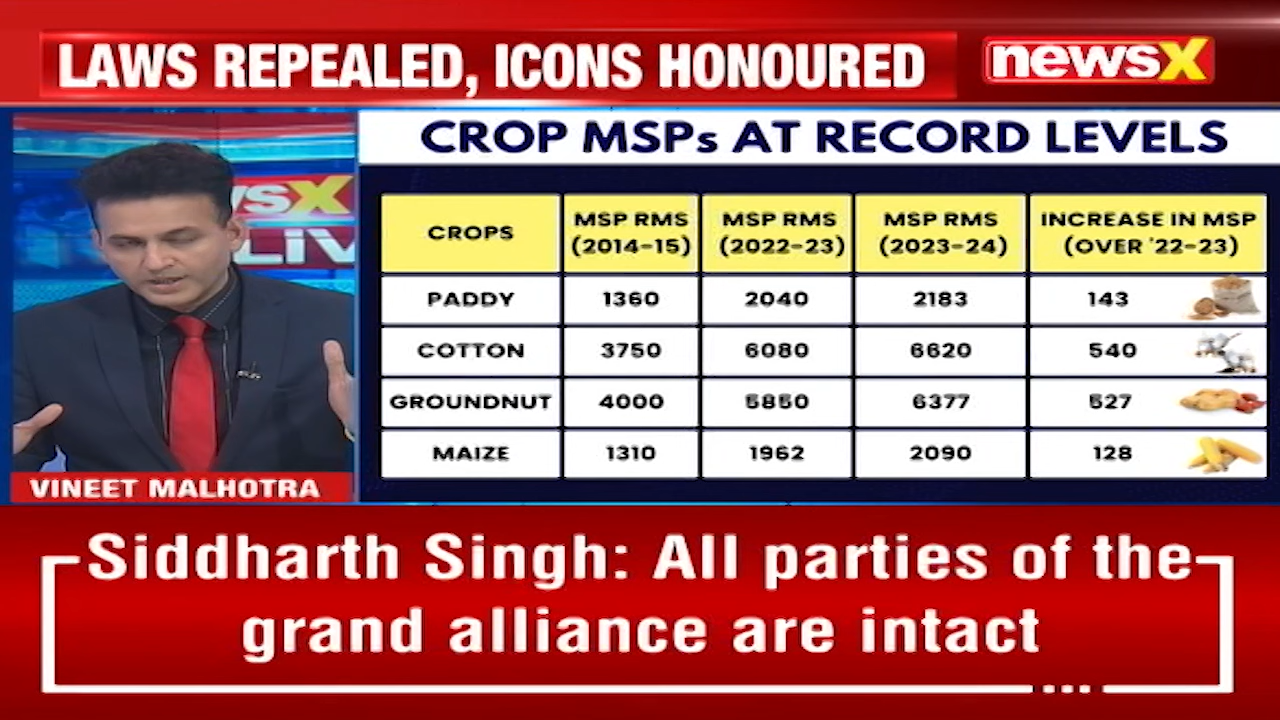 LAWS REPEALED, ICONS HONOURED
newsX
CROP MSPs AT RECORD LEVELS
CROPS
MSP RMS
(2014-15)
MSP RMS
(2022-23)
MSP RMS
(2023-24)
INCREASE IN MSP
(OVER '22-23)
PADDY 1360 2040 2183 143
COTTON 3750 6080 6620 540
GROUNDNUT 4000 5850 6377 527
MAIZE 1310 1962 2090 128
wsX
LIV
VINEET MALHOTRA
Siddharth Singh: All parties of the
grand alliance are intact